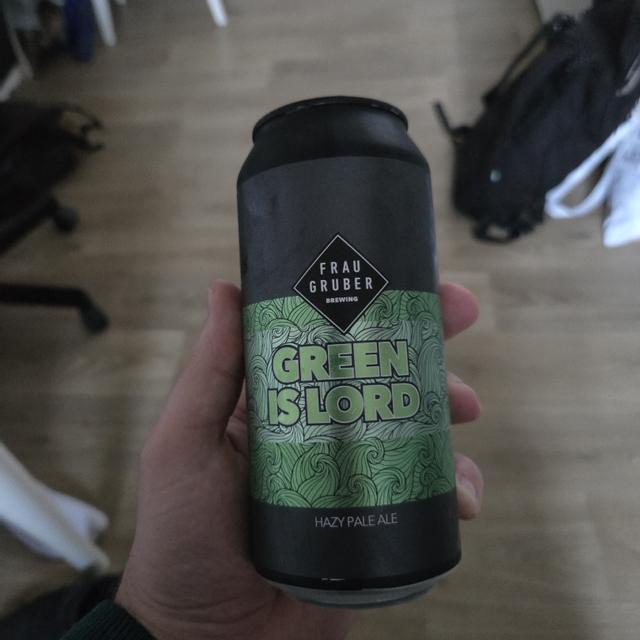 FRAU
GRUBER
BREWING
GREEN
IS LORD
HAZY PALE ALE